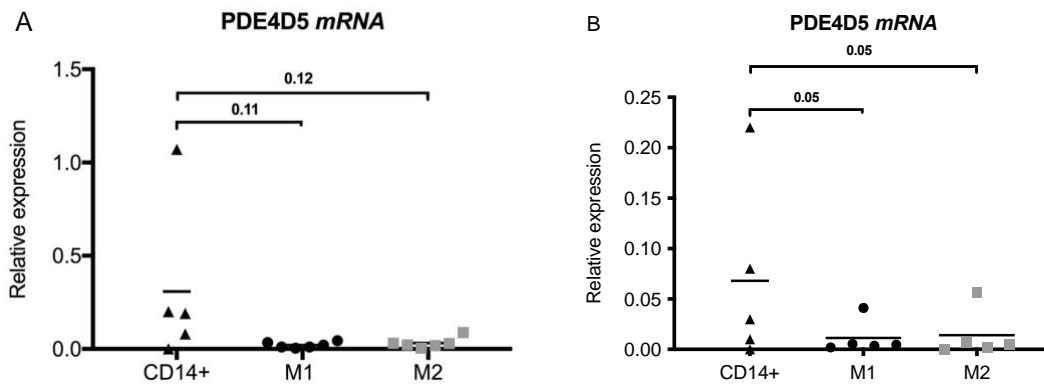 A
PDE4D5 mRNA
0.12
0.11
Relative expression
1.5
1.0
0.5
0.0
CD14+ M1 M2
B
PDE4D5 mRNA
0.05
0.05
Relative expression
0.25
0.20
0.15
0.10
0.05
0.00
CD14+ M1 M2